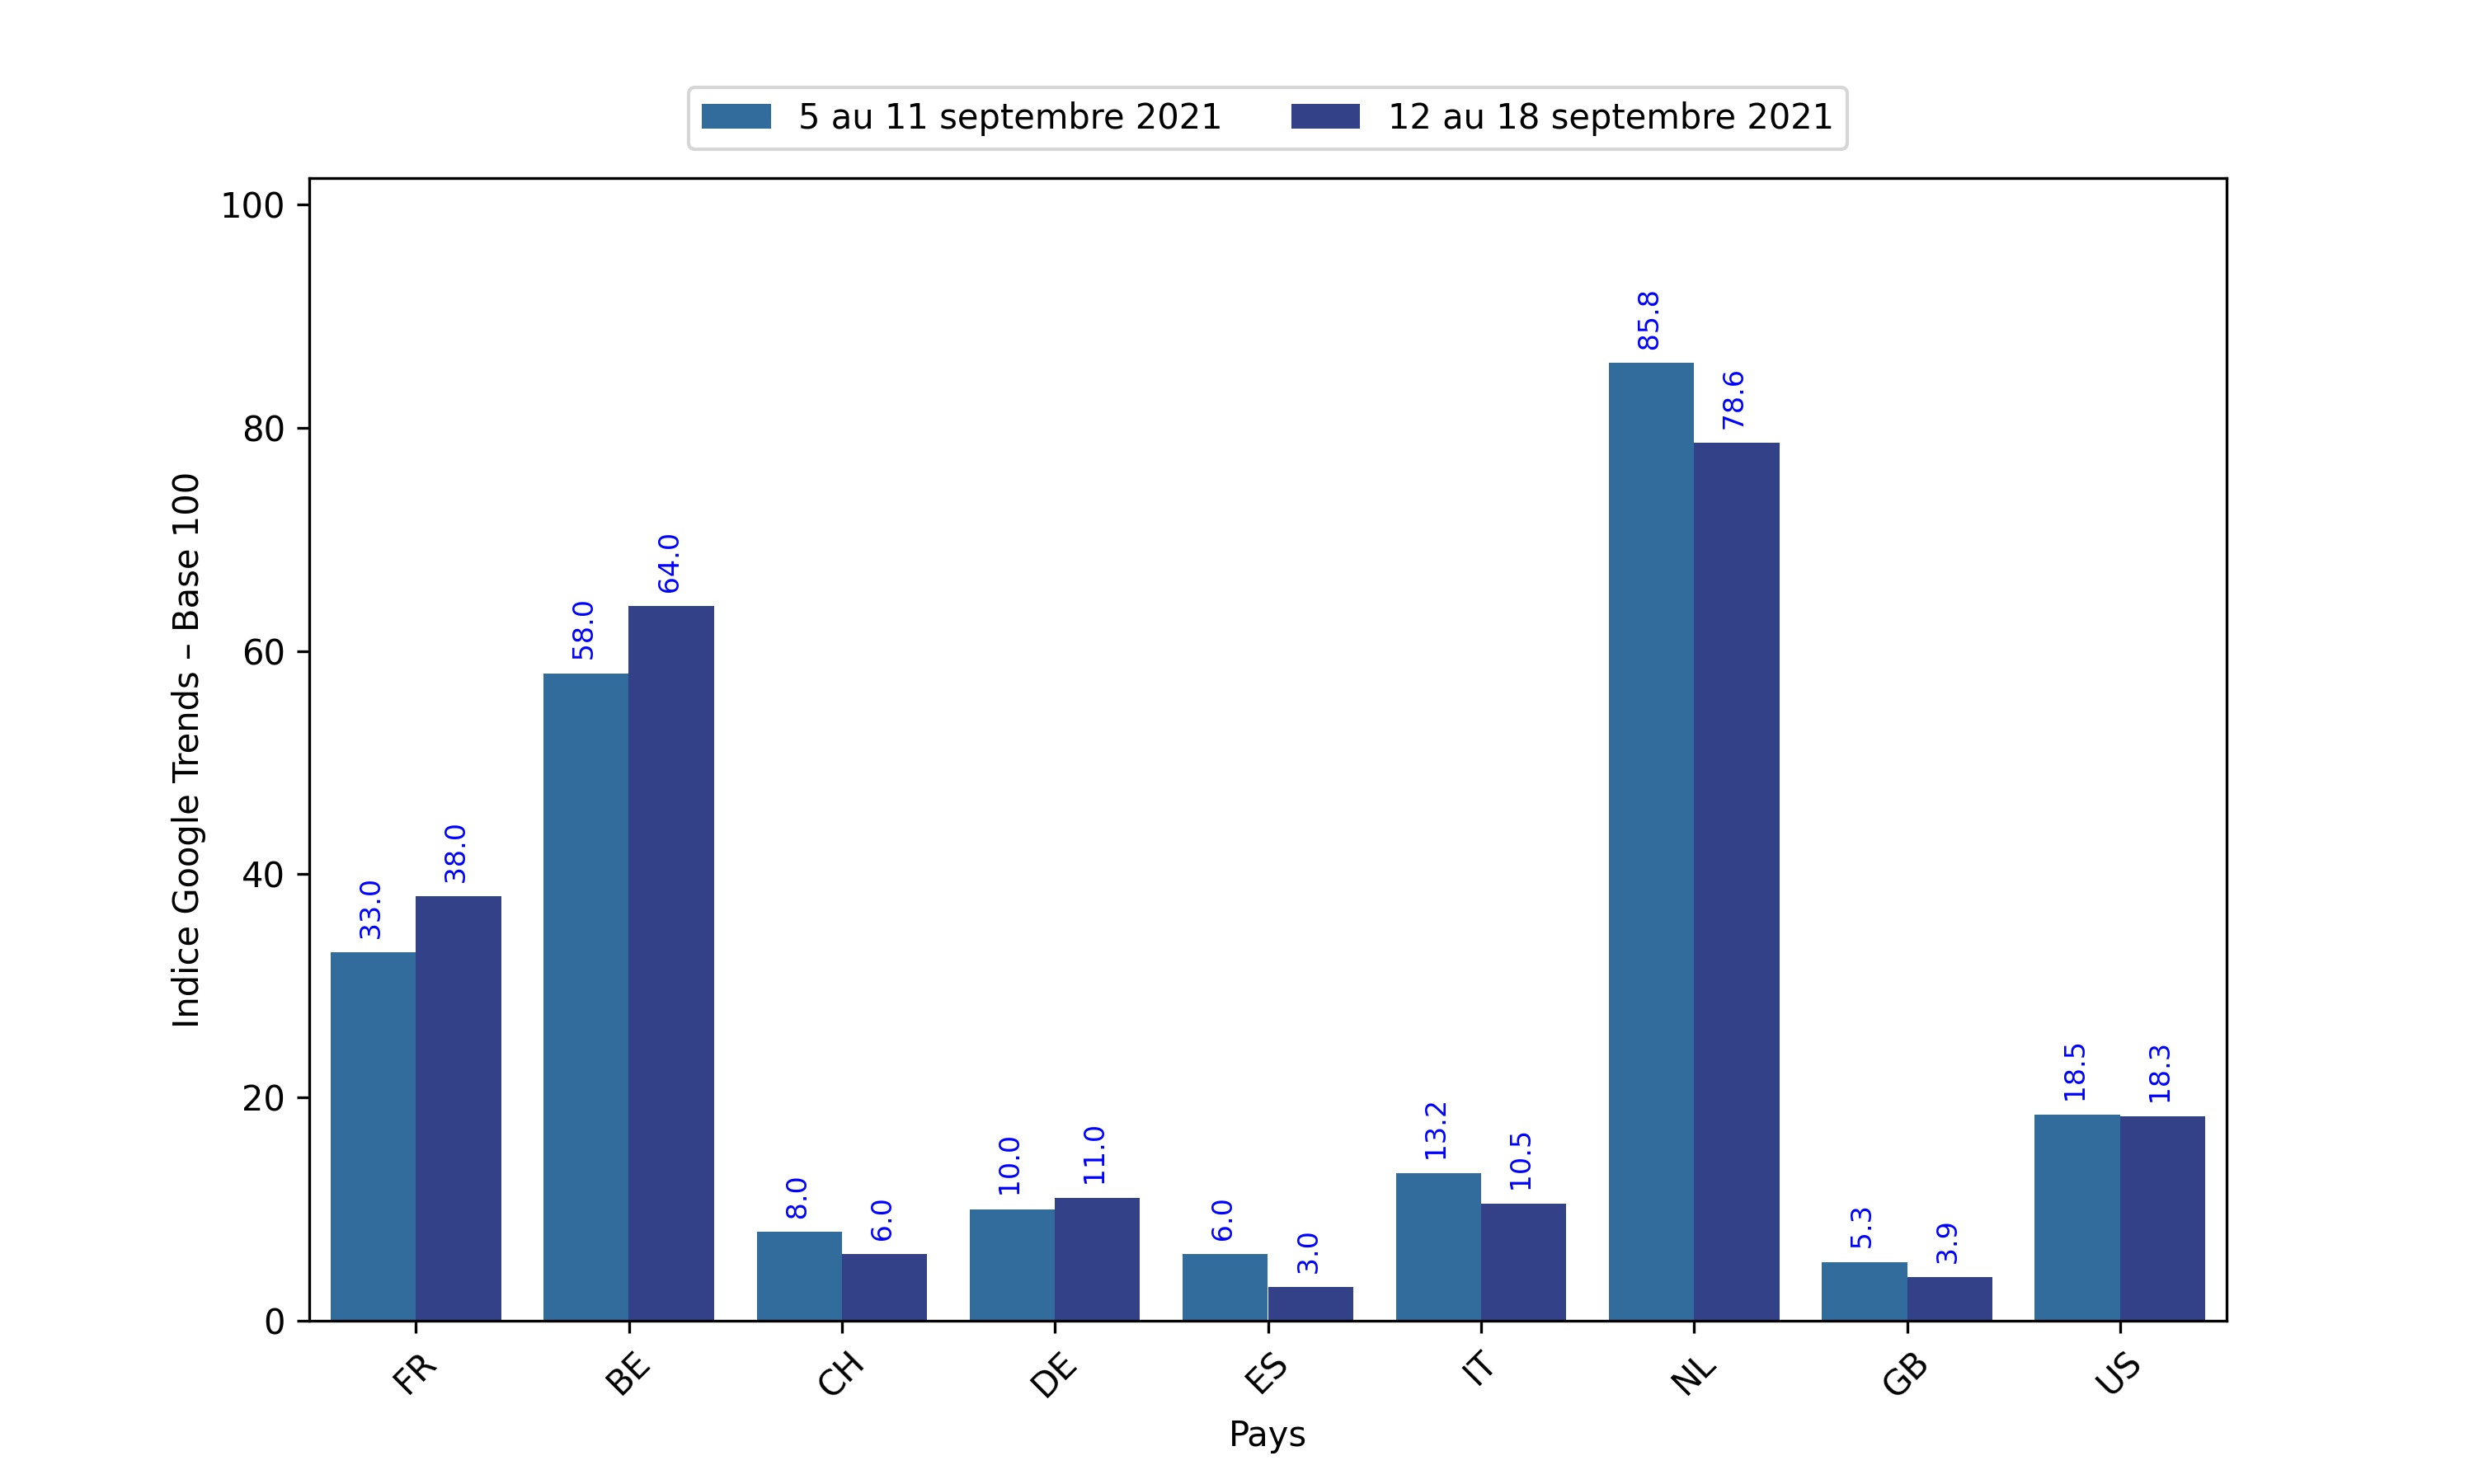 5 au 11 septembre 2021
12 au 18 septembre 2021
Indice Google Trends – Base 100
100
80
60
40
20
0
33.0
38.0
58.0
64.0
8.0
6.0
10.0
11.0
6.0
3.0
13.2
10.5
85.8
78.6
5.3
3.9
18.5
18.3
FR
BE
CH
DE
ES
IT
NL
GB
US
Pays